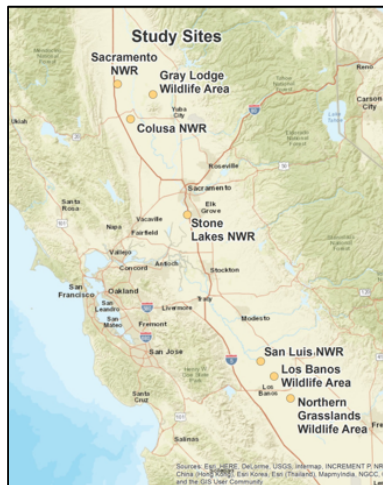 Study Sites
Sacramento
NWR
Gray Lodge
Wildlife Area
Reno
Carson
Yuba
City
Colusa NWR
Ukiah
Roseville
Sacramento
Santa
Rosa
Elk
Grove
Napa
Vacaville
Fairfield
Stone
Lakes NWR
Vallejo
Concord
Antioch
Stockton
San
Francisco
Oakland
San
Leandro
Livermore
Tracy
San
Mateo
Fremont
Modesto
San Jose
San Luis NWR
Los Banos
Wildlife Area
Los
Banos
Santa
Cruz
Northern
Grasslands
Wildlife Area
Salinas
Sources: Esri, HERE, DeLorme, USGS, Intermap, INCREMENT P, NR
China (Hong Kong), Esri Korea, Esri (Thailand), MapmyIndia, NGCC,
and the GIS User Community